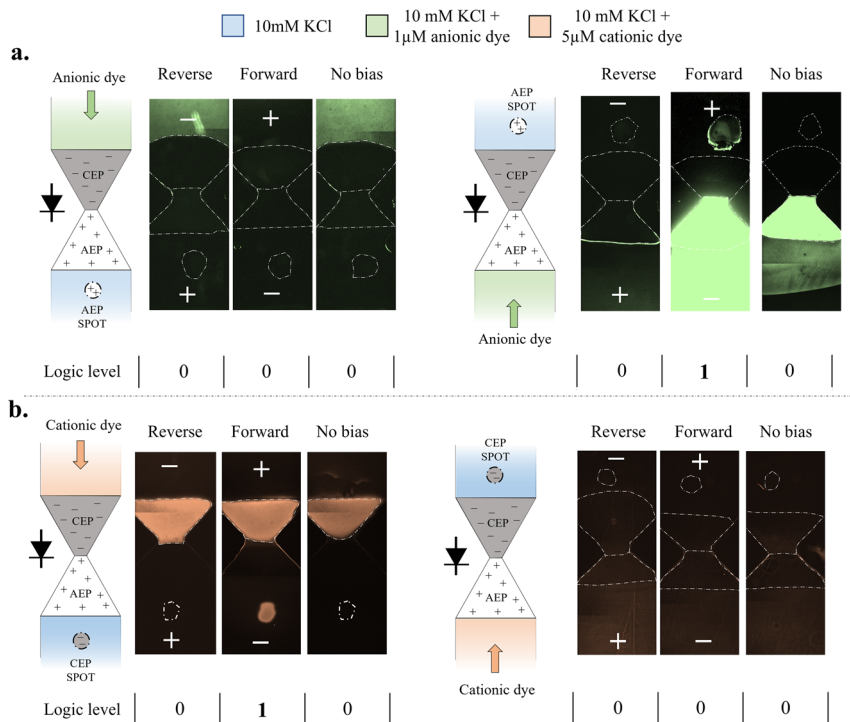 10mM KCl
10 mM KCl +
1μM anionic dye
10 mM KCl +
5μM cationic dye
a.
Anionic dye
Reverse
Forward
No bias
− + 
CEP
AEP
AEP
SPOT
+ −
Reverse
Forward
No bias
AEP
SPOT
− +
CEP
AEP
+ −
Anionic dye
Logic level | 0 | 0 | 0 |
| 0 | 1 | 0 |
b.
Cationic dye
Reverse
Forward
No bias
− +
CEP
AEP
CEP
SPOT
+ −
Reverse
Forward
No bias
CEP
SPOT
− +
CEP
AEP
+ −
Cationic dye
Logic level | 0 | 1 | 0 |
| 0 | 0 | 0 |